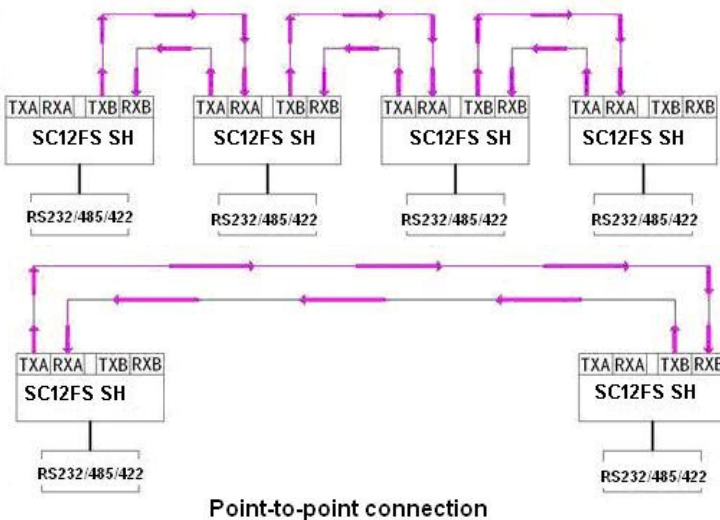 TXA RXA TXB RXB TXA RXA TXB RXB TXA RXA TXB RXB TXA RXA TXB RXB
SC12FS SH SC12FS SH SC12FS SH SC12FS SH
RS232/485/422 RS232/485/422 RS232/485/422 RS232/485/422
TXA RXA TXB RXB TXA RXA TXB RXB
SC12FS SH SC12FS SH
RS232/485/422 RS232/485/422
Point-to-point connection